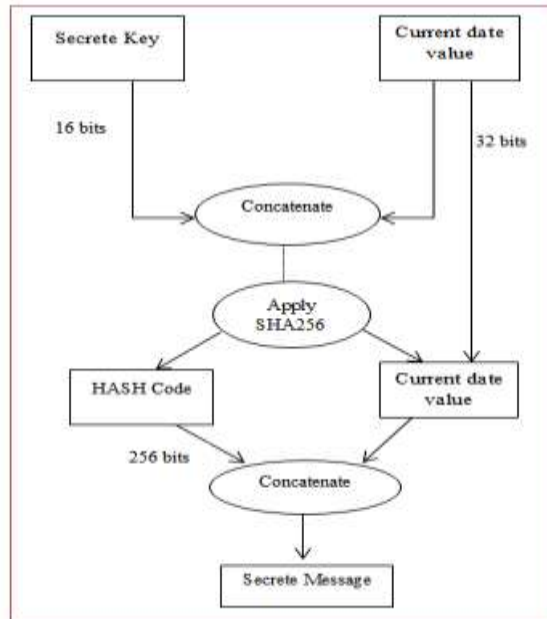 Secrete Key
Current date
value
16 bits
32 bits
Concatenate
Apply
SHA256
HASH Code
Current date
value
256 bits
Concatenate
Secrete Message